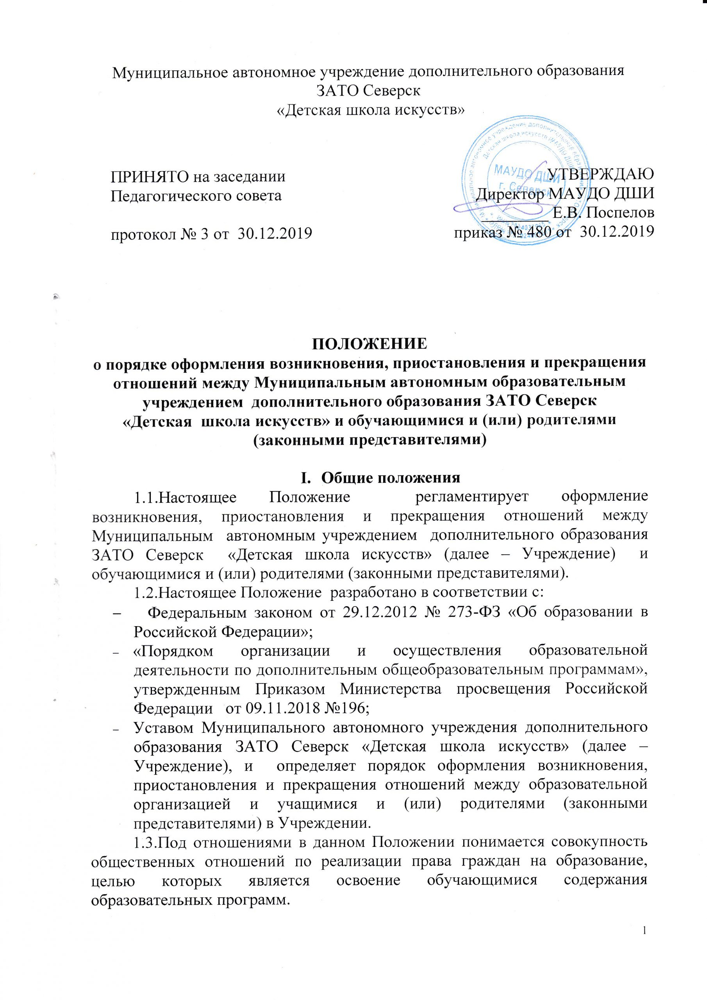 Муниципальное автономное учреждение дополнительного образования
ЗАТО Северск
«Детская школа искусств»
ПРИНЯТО на заседании
Педагогического совета
протокол № 3 от 30.12.2019
МАУДО ДШИ
г. Северск
УТВЕРЖДАЮ
Директор МАУДО ДШИ
Е.В. Поспелов
приказ № 480 от 30.12.2019
ПОЛОЖЕНИЕ
о порядке оформления возникновения, приостановления и прекращения
отношений между Муниципальным автономным образовательным
учреждением дополнительного образования ЗАТО Северск
«Детская школа искусств» и обучающимися и (или) родителями
(законными представителями)
I. Общие положения
1.1.Настоящее Положение регламентирует оформление
возникновения, приостановления и прекращения отношений между
Муниципальным автономным учреждением дополнительного образования
ЗАТО Северск «Детская школа искусств» (далее – Учреждение) и
обучающимися и (или) родителями (законными представителями).
1.2.Настоящее Положение разработано в соответствии с:
– Федеральным законом от 29.12.2012 № 273-ФЗ «Об образовании в
Российской Федерации»;
– «Порядком организации и осуществления образовательной
деятельности по дополнительным общеобразовательным программам»,
утвержденным Приказом Министерства просвещения Российской
Федерации от 09.11.2018 №196;
– Уставом Муниципального автономного учреждения дополнительного
образования ЗАТО Северск «Детская школа искусств» (далее –
Учреждение), и определяет порядок оформления возникновения,
приостановления и прекращения отношений между образовательной
организацией и учащимися и (или) родителями (законными
представителями) в Учреждении.
1.3.Под отношениями в данном Положении понимается совокупность
общественных отношений по реализации права граждан на образование,
целью которых является освоение обучающимися содержания
образовательных программ.
1